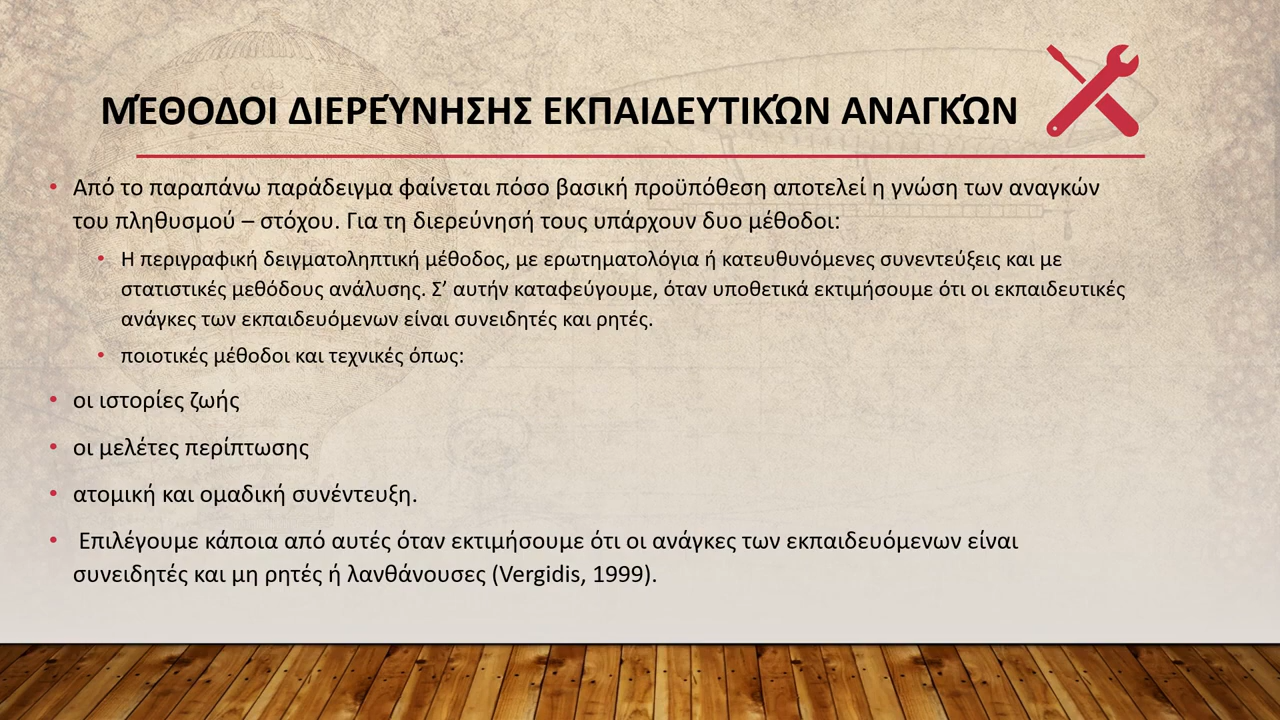 ΜΈΘΟΔΟΙ ΔΙΕΡΕΎΝΗΣΗΣ ΕΚΠΑΙΔΕΥΤΙΚΏΝ ΑΝΑΓΚΏΝ
• Από το παραπάνω παράδειγμα φαίνεται πόσο βασική προϋπόθεση αποτελεί η γνώση των αναγκών
του πληθυσμού – στόχου. Για τη διερεύνησή τους υπάρχουν δυο μέθοδοι:
• Η περιγραφική δειγματοληπτική μέθοδος, με ερωτηματολόγια ή κατευθυνόμενες συνεντεύξεις και με
στατιστικές μεθόδους ανάλυσης. Σ’ αυτήν καταφεύγουμε, όταν υποθετικά εκτιμήσουμε ότι οι εκπαιδευτικές
ανάγκες των εκπαιδευόμενων είναι συνειδητές και ρητές.
• ποιοτικές μέθοδοι και τεχνικές όπως:
• οι ιστορίες ζωής
• οι μελέτες περίπτωσης
• ατομική και ομαδική συνέντευξη.
• Επιλέγουμε κάποια από αυτές όταν εκτιμήσουμε ότι οι ανάγκες των εκπαιδευόμενων είναι
συνειδητές και μη ρητές ή λανθάνουσες (Vergidis, 1999).